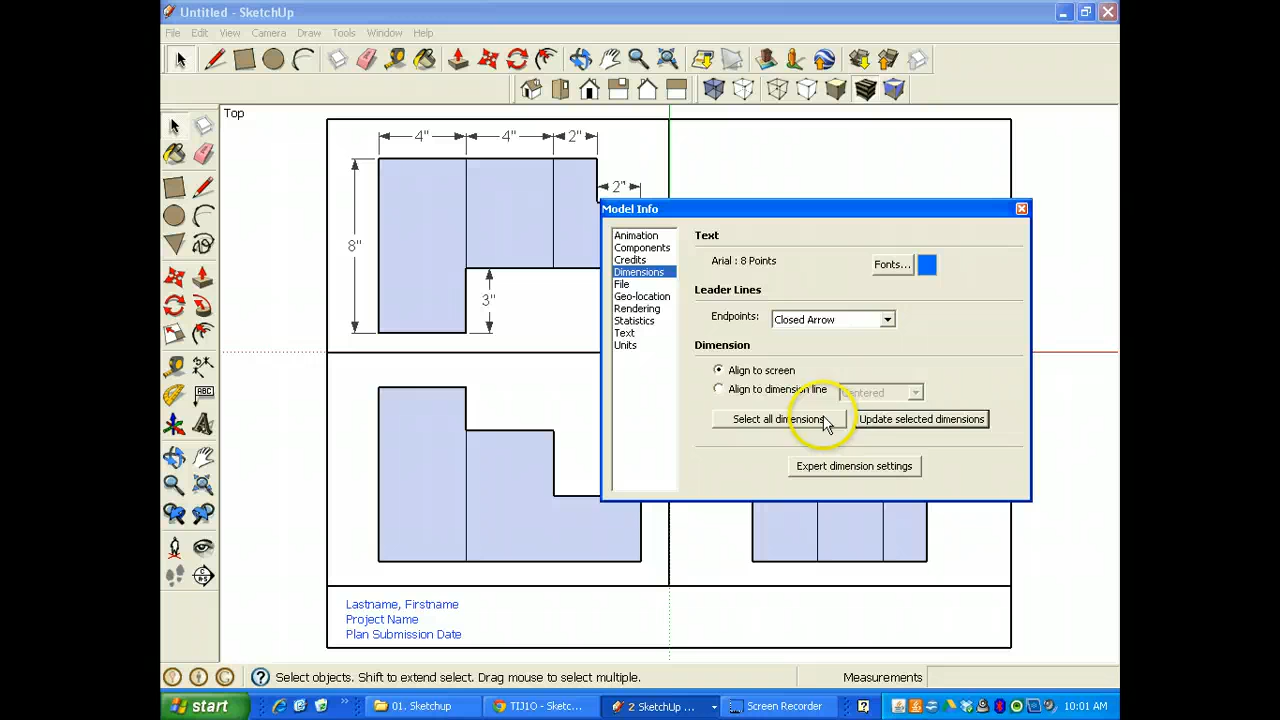 Untitled - SketchUp
File Edit View Camera Draw Tools Window Help
Top
4" 4" 2"
2"
8"
3"
Model Info
Animation
Components
Credits
Dimensions
File
Geo-location
Rendering
Statistics
Text
Units
Text
Arial : 8 Points
Fonts...
Leader Lines
Endpoints: Closed Arrow
Dimension
Align to screen
Align to dimension line Centered
Select all dimensions Update selected dimensions
Expert dimension settings
Lastname, Firstname
Project Name
Plan Submission Date
Select objects. Shift to extend select. Drag mouse to select multiple. Measurements
start 01. Sketchup TIJ1O - Sketc... 2 SketchUp ... Screen Recorder 10:01 AM